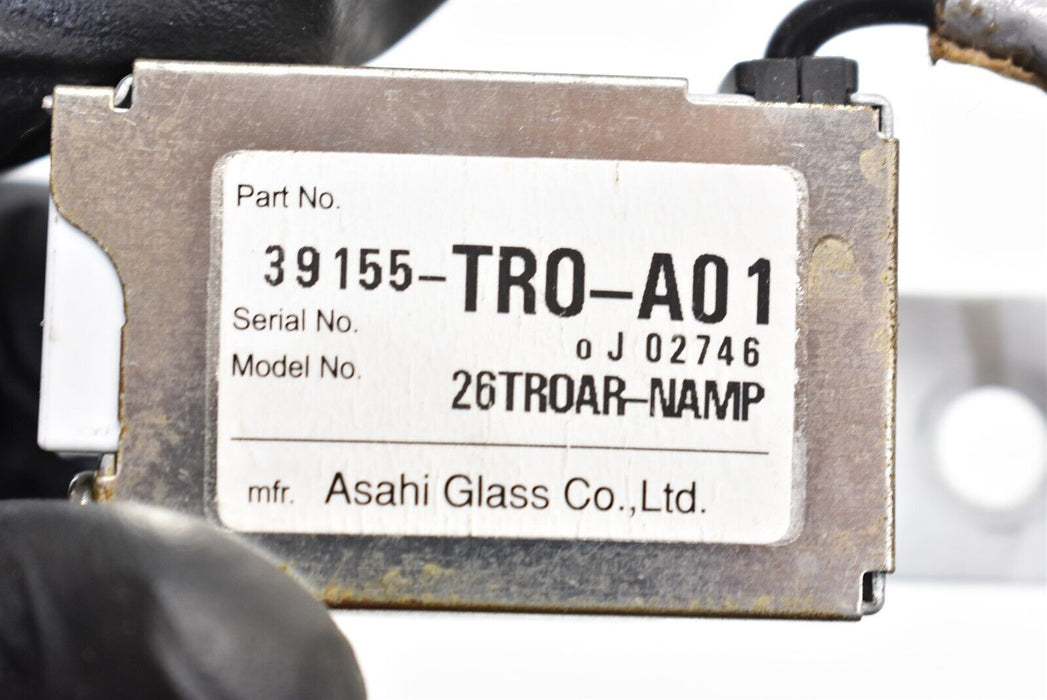 Part No.
39155-TR0-A01
Serial No.
o J 02746
Model No.
26TR0AR-NAMP
mfr. Asahi Glass Co.,Ltd.